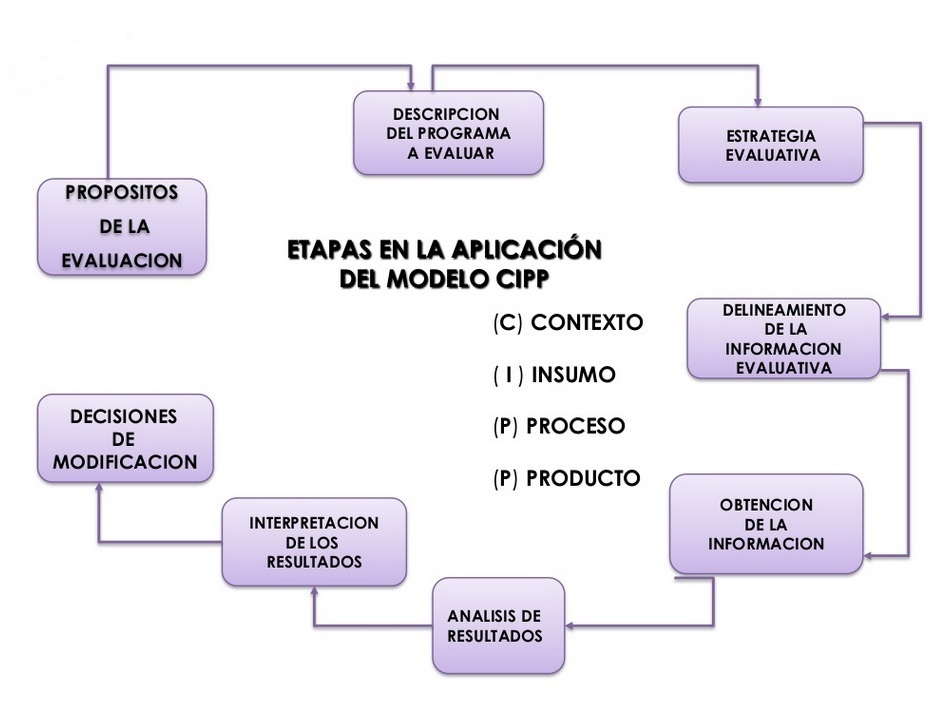 DESCRIPCION
DEL PROGRAMA
A EVALUAR
ESTRATEGIA
EVALUATIVA
PROPOSITOS
DE LA
EVALUACION
ETAPAS EN LA APLICACIÓN
DEL MODELO CIPP
(C) CONTEXTO
( I ) INSUMO
(P) PROCESO
(P) PRODUCTO
DELINEAMIENTO
DE LA
INFORMACION
EVALUATIVA
OBTENCION
DE LA
INFORMACION
ANALISIS DE
RESULTADOS
INTERPRETACION
DE LOS
RESULTADOS
DECISIONES
DE
MODIFICACION